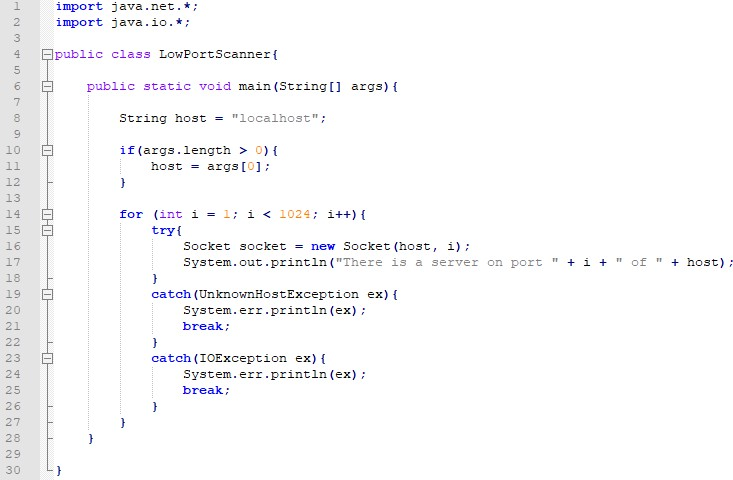 1 import java.net.*;
2 import java.io.*;
3
4 public class LowPortScanner{
5
6 public static void main(String[] args){
7
8 String host = "localhost";
9
10 if(args.length > 0){
11 host = args[0];
12 }
13
14 for (int i = 1; i < 1024; i++){
15 try{
16 Socket socket = new Socket(host, i);
17 System.out.println("There is a server on port " + i + " of " + host);
18 }
19 catch(UnknownHostException ex){
20 System.err.println(ex);
21 break;
22 }
23 catch(IOException ex){
24 System.err.println(ex);
25 break;
26 }
27 }
28 }
29
30 }